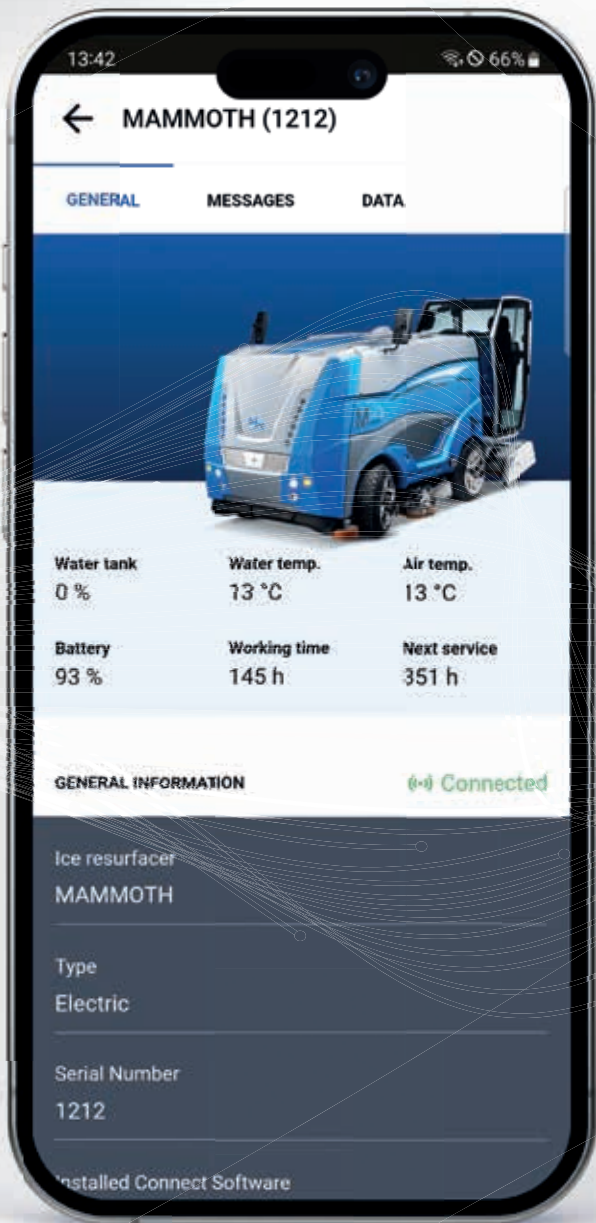 13:42
66%
MAMMOTH (1212)
GENERAL MESSAGES DATA
Water tank Water temp. Air temp.
0 % 13 °C 13 °C
Battery Working time Next service
93 % 145 h 351 h
GENERAL INFORMATION Connected
Ice resurfacer
MAMMOTH
Type
Electric
Serial Number
1212
Installed Connect Software